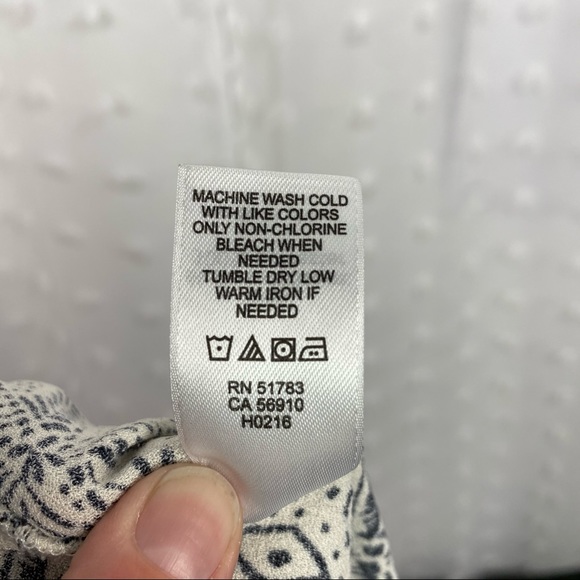 MACHINE WASH COLD
WITH LIKE COLORS
ONLY NON-CHLORINE
BLEACH WHEN
NEEDED
TUMBLE DRY LOW
WARM IRON IF
NEEDED
RN 51783
CA 56910
H0216